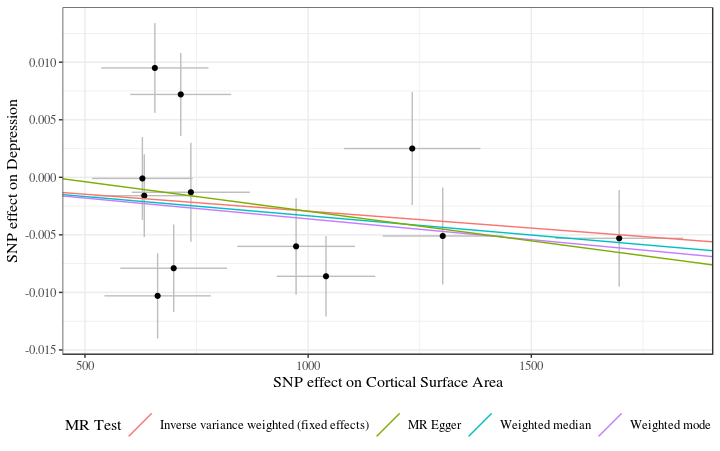 0.010
0.005
0.000
-0.005
-0.010
-0.015
SNP effect on Depression
500
1000
1500
SNP effect on Cortical Surface Area
MR Test
Inverse variance weighted (fixed effects)
MR Egger
Weighted median
Weighted mode